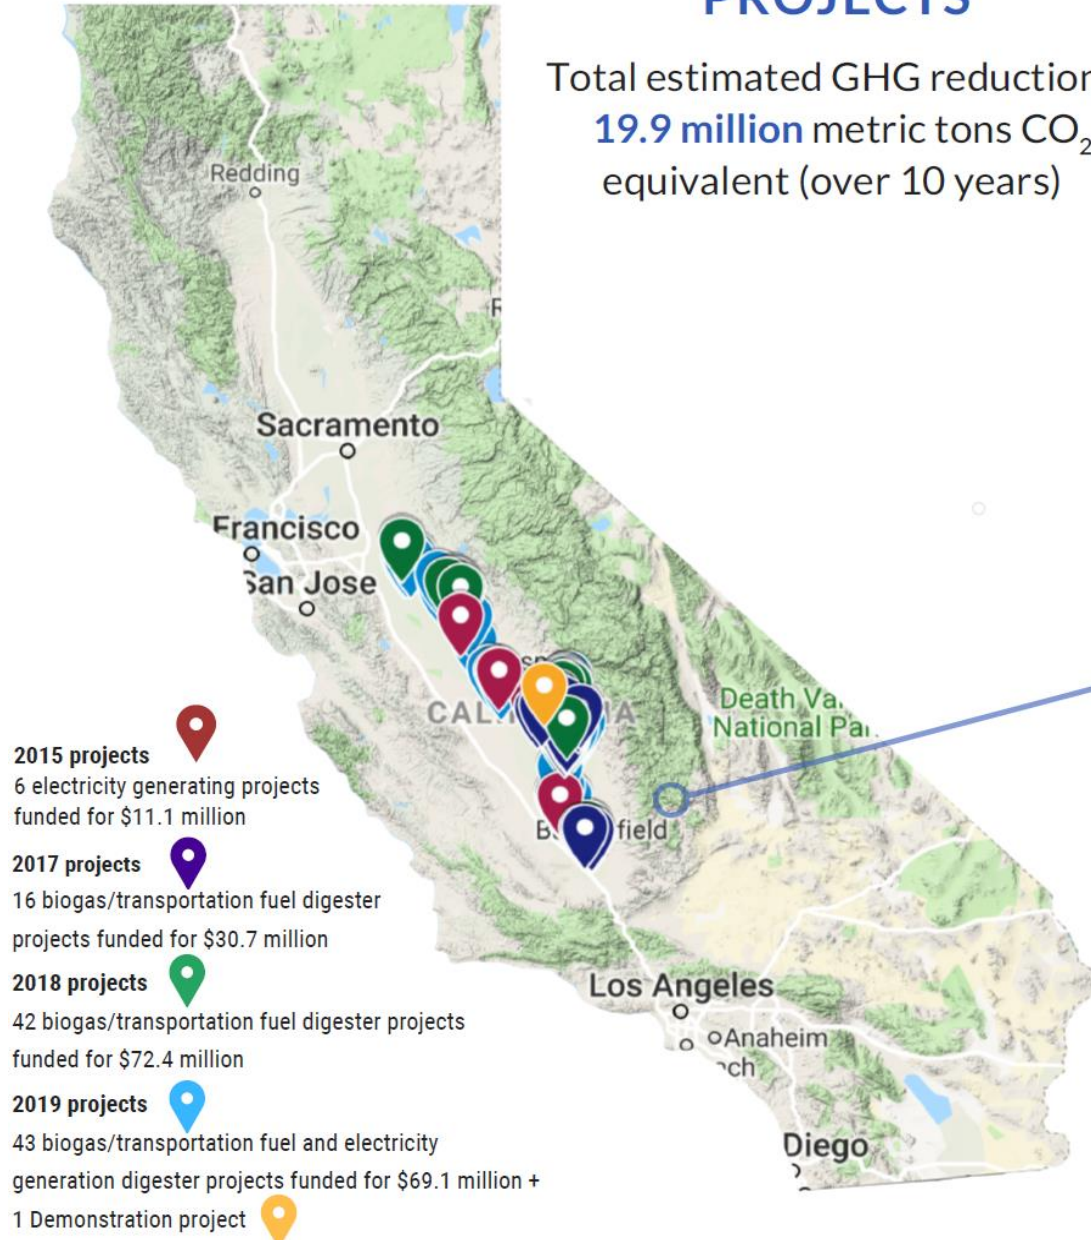 PROJECTS
Total estimated GHG reduction
19.9 million metric tons CO2
equivalent (over 10 years)
Redding
Sacramento
Francisco
San Jose
CAL
IA
Death Va
National Par
B
field
Los Angeles
Anaheim
ch
Diego
2015 projects
6 electricity generating projects
funded for $11.1 million
2017 projects
16 biogas/transportation fuel digester
projects funded for $30.7 million
2018 projects
42 biogas/transportation fuel digester projects
funded for $72.4 million
2019 projects
43 biogas/transportation fuel and electricity
generation digester projects funded for $69.1 million +
1 Demonstration project